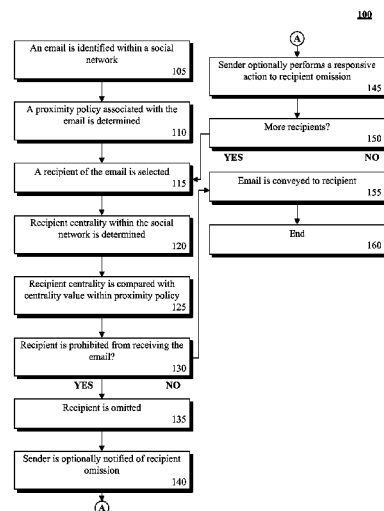 100
An email is identified within a social
network
105
A proximity policy associated with the
email is determined
110
A recipient of the email is selected
115
Recipient centrality within the social
network is determined
120
Recipient centrality is compared with
centrality value within proximity policy
125
Recipient is prohibited from receiving the
email?
130
YES NO
Recipient is omitted
135
Sender is optionally notified of recipient
omission
140
A
A
Sender optionally performs a responsive
action to recipient omission
145
More recipients?
150
YES NO
Email is conveyed to recipient
155
End
160